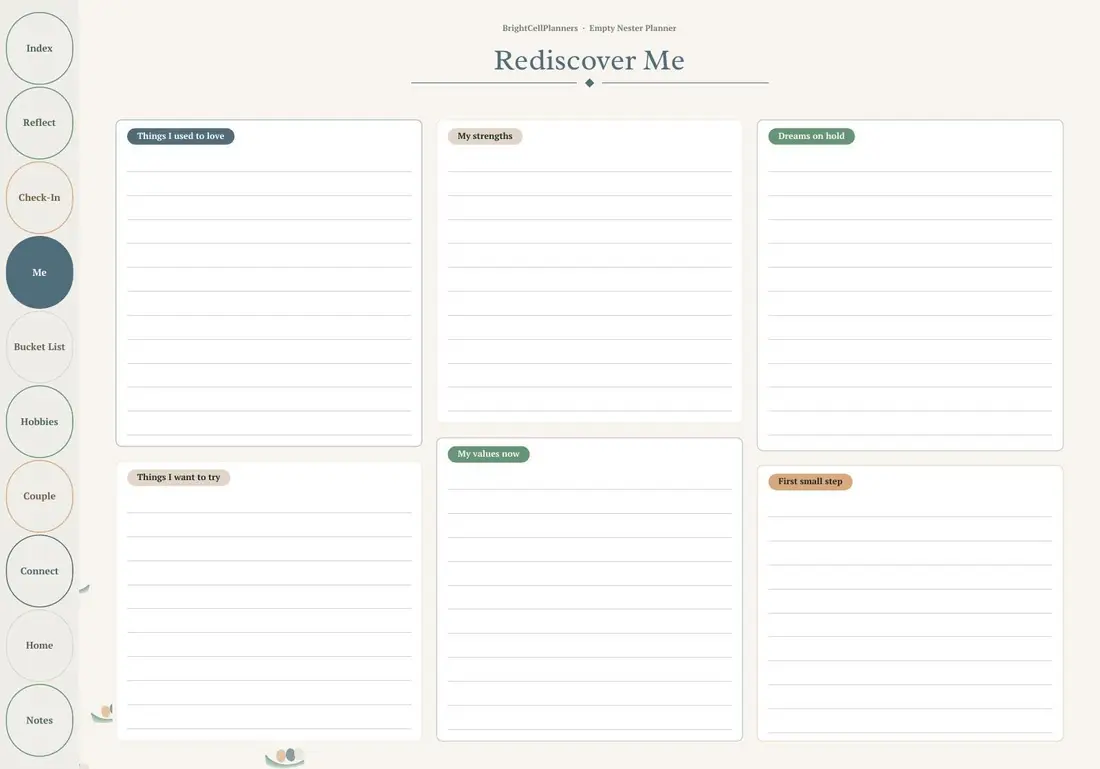 BrightCellPlanners · Empty Nester Planner
Rediscover Me
Index
Reflect
Check-In
Me
Bucket List
Hobbies
Couple
Connect
Home
Notes
Things I used to love
My strengths
Dreams on hold
Things I want to try
My values now
First small step